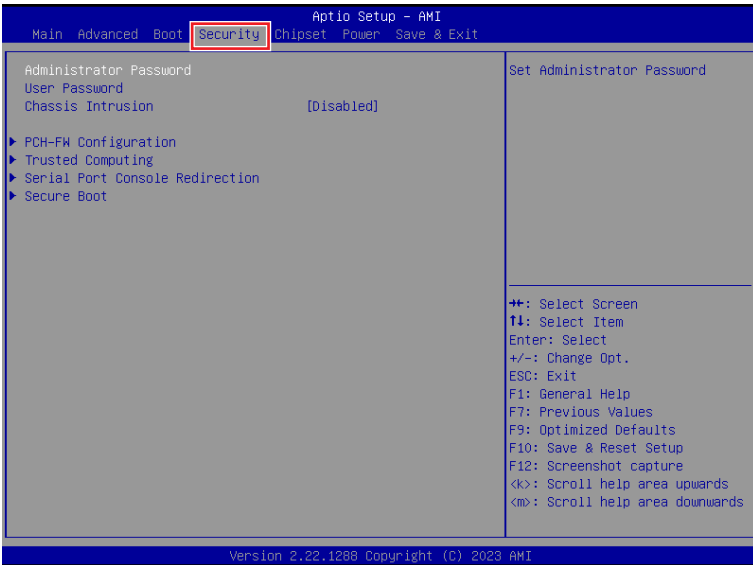 Aptio Setup - AMI
Main Advanced Boot Security Chipset Power Save & Exit
Administrator Password
User Password
Chassis Intrusion [Disabled]
▶ PCH-FW Configuration
▶ Trusted Computing
▶ Serial Port Console Redirection
▶ Secure Boot
Set Administrator Password
→←: Select Screen
↑↓: Select Item
Enter: Select
+/-: Change Opt.
ESC: Exit
F1: General Help
F7: Previous Values
F9: Optimized Defaults
F10: Save & Reset Setup
F12: Screenshot capture
<k>: Scroll help area upwards
<m>: Scroll help area downwards
Version 2.22.1288 Copyright (C) 2023 AMI